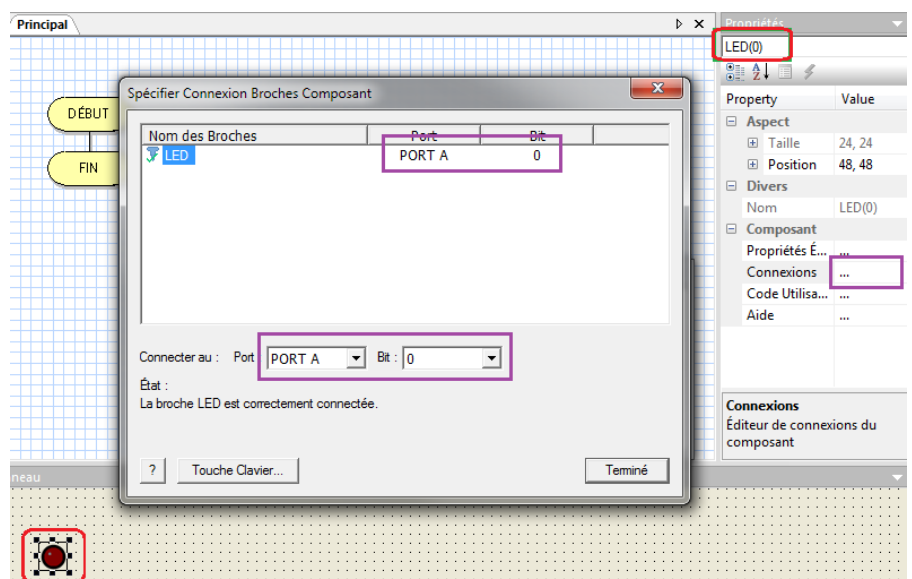 Principal
Propriétés
LED(0)
Property Value
Aspect
Taille 24, 24
Position 48, 48
Divers
Nom LED(0)
Composant
Propriétés É... ...
Connexions ...
Code Utilisa... ...
Aide ...
Connexions
Éditeur de connexions du
composant
DÉBUT
FIN
Spécifier Connexion Broches Composant
Nom des Broches Port Bit
LED PORT A 0
Connecter au : Port PORT A Bit : 0
État :
La broche LED est correctement connectée.
? Touche Clavier... Terminé
neau